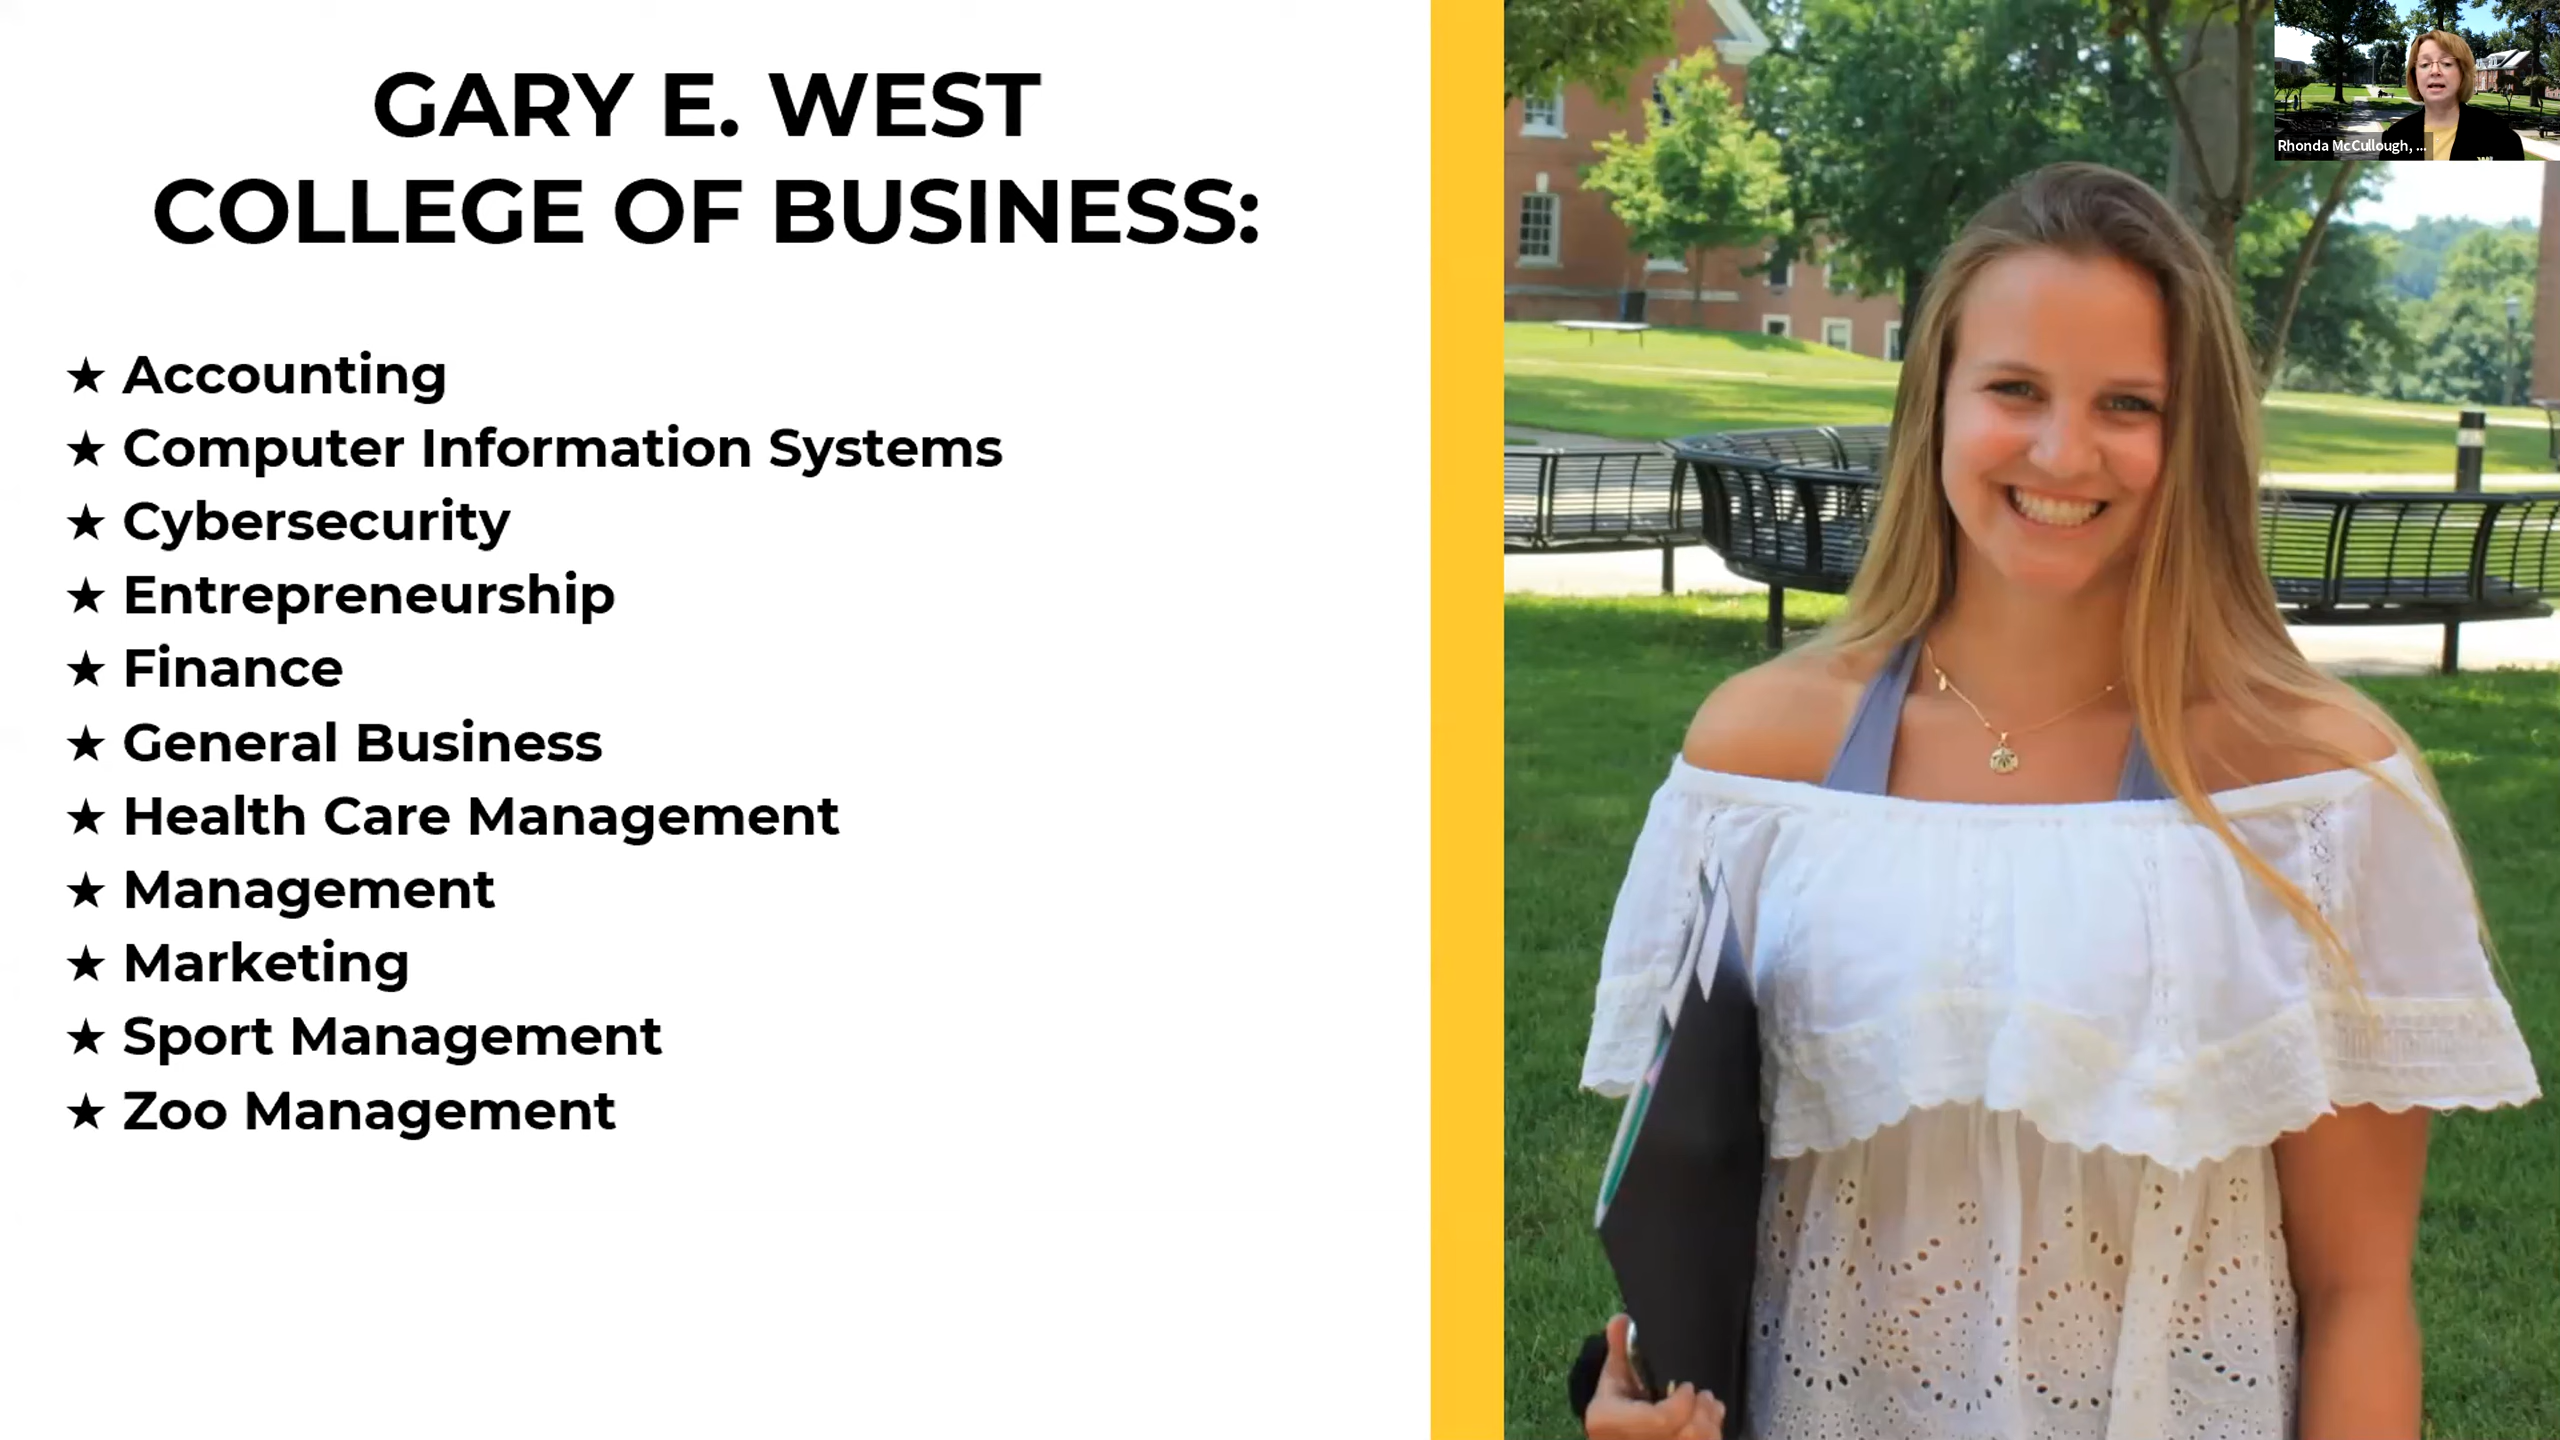 GARY E. WEST
COLLEGE OF BUSINESS:
★ Accounting
★ Computer Information Systems
★ Cybersecurity
★ Entrepreneurship
★ Finance
★ General Business
★ Health Care Management
★ Management
★ Marketing
★ Sport Management
★ Zoo Management
Rhonda McCullough, ...